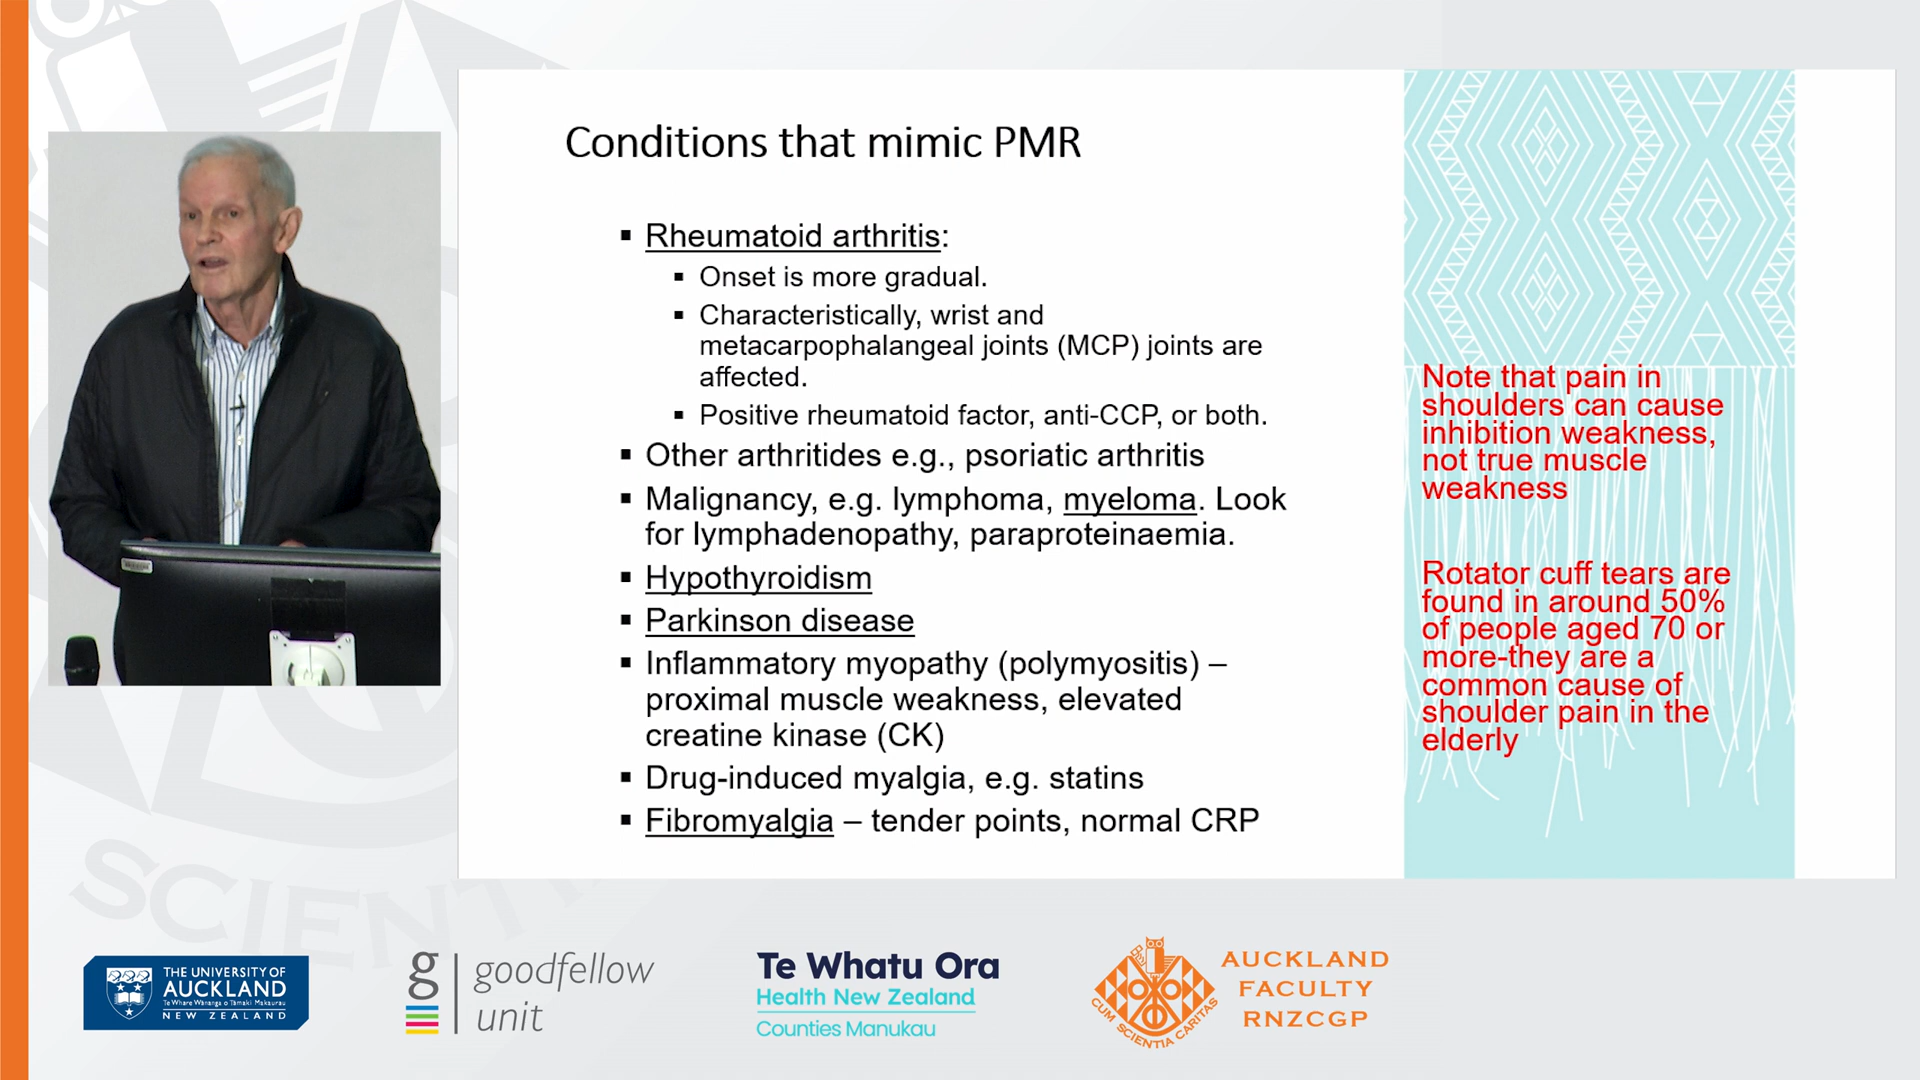 Conditions that mimic PMR
▪ Rheumatoid arthritis:
▪ Onset is more gradual.
▪ Characteristically, wrist and
metacarpophalangeal joints (MCP) joints are
affected.
▪ Positive rheumatoid factor, anti-CCP, or both.
▪ Other arthritides e.g., psoriatic arthritis
▪ Malignancy, e.g. lymphoma, myeloma. Look
for lymphadenopathy, paraproteinaemia.
▪ Hypothyroidism
▪ Parkinson disease
▪ Inflammatory myopathy (polymyositis) –
proximal muscle weakness, elevated
creatine kinase (CK)
▪ Drug-induced myalgia, e.g. statins
▪ Fibromyalgia – tender points, normal CRP
Note that pain in
shoulders can cause
inhibition weakness,
not true muscle
weakness
Rotator cuff tears are
found in around 50%
of people aged 70 or
more-they are a
common cause of
shoulder pain in the
elderly
SCIENTIA
THE UNIVERSITY OF
AUCKLAND
Te Whare Wānanga o Tāmaki Makaurau
NEW ZEALAND
g
goodfellow
unit
Te Whatu Ora
Health New Zealand
Counties Manukau
CUM SCIENTIA CARITAS
AUCKLAND
FACULTY
RNZCGP